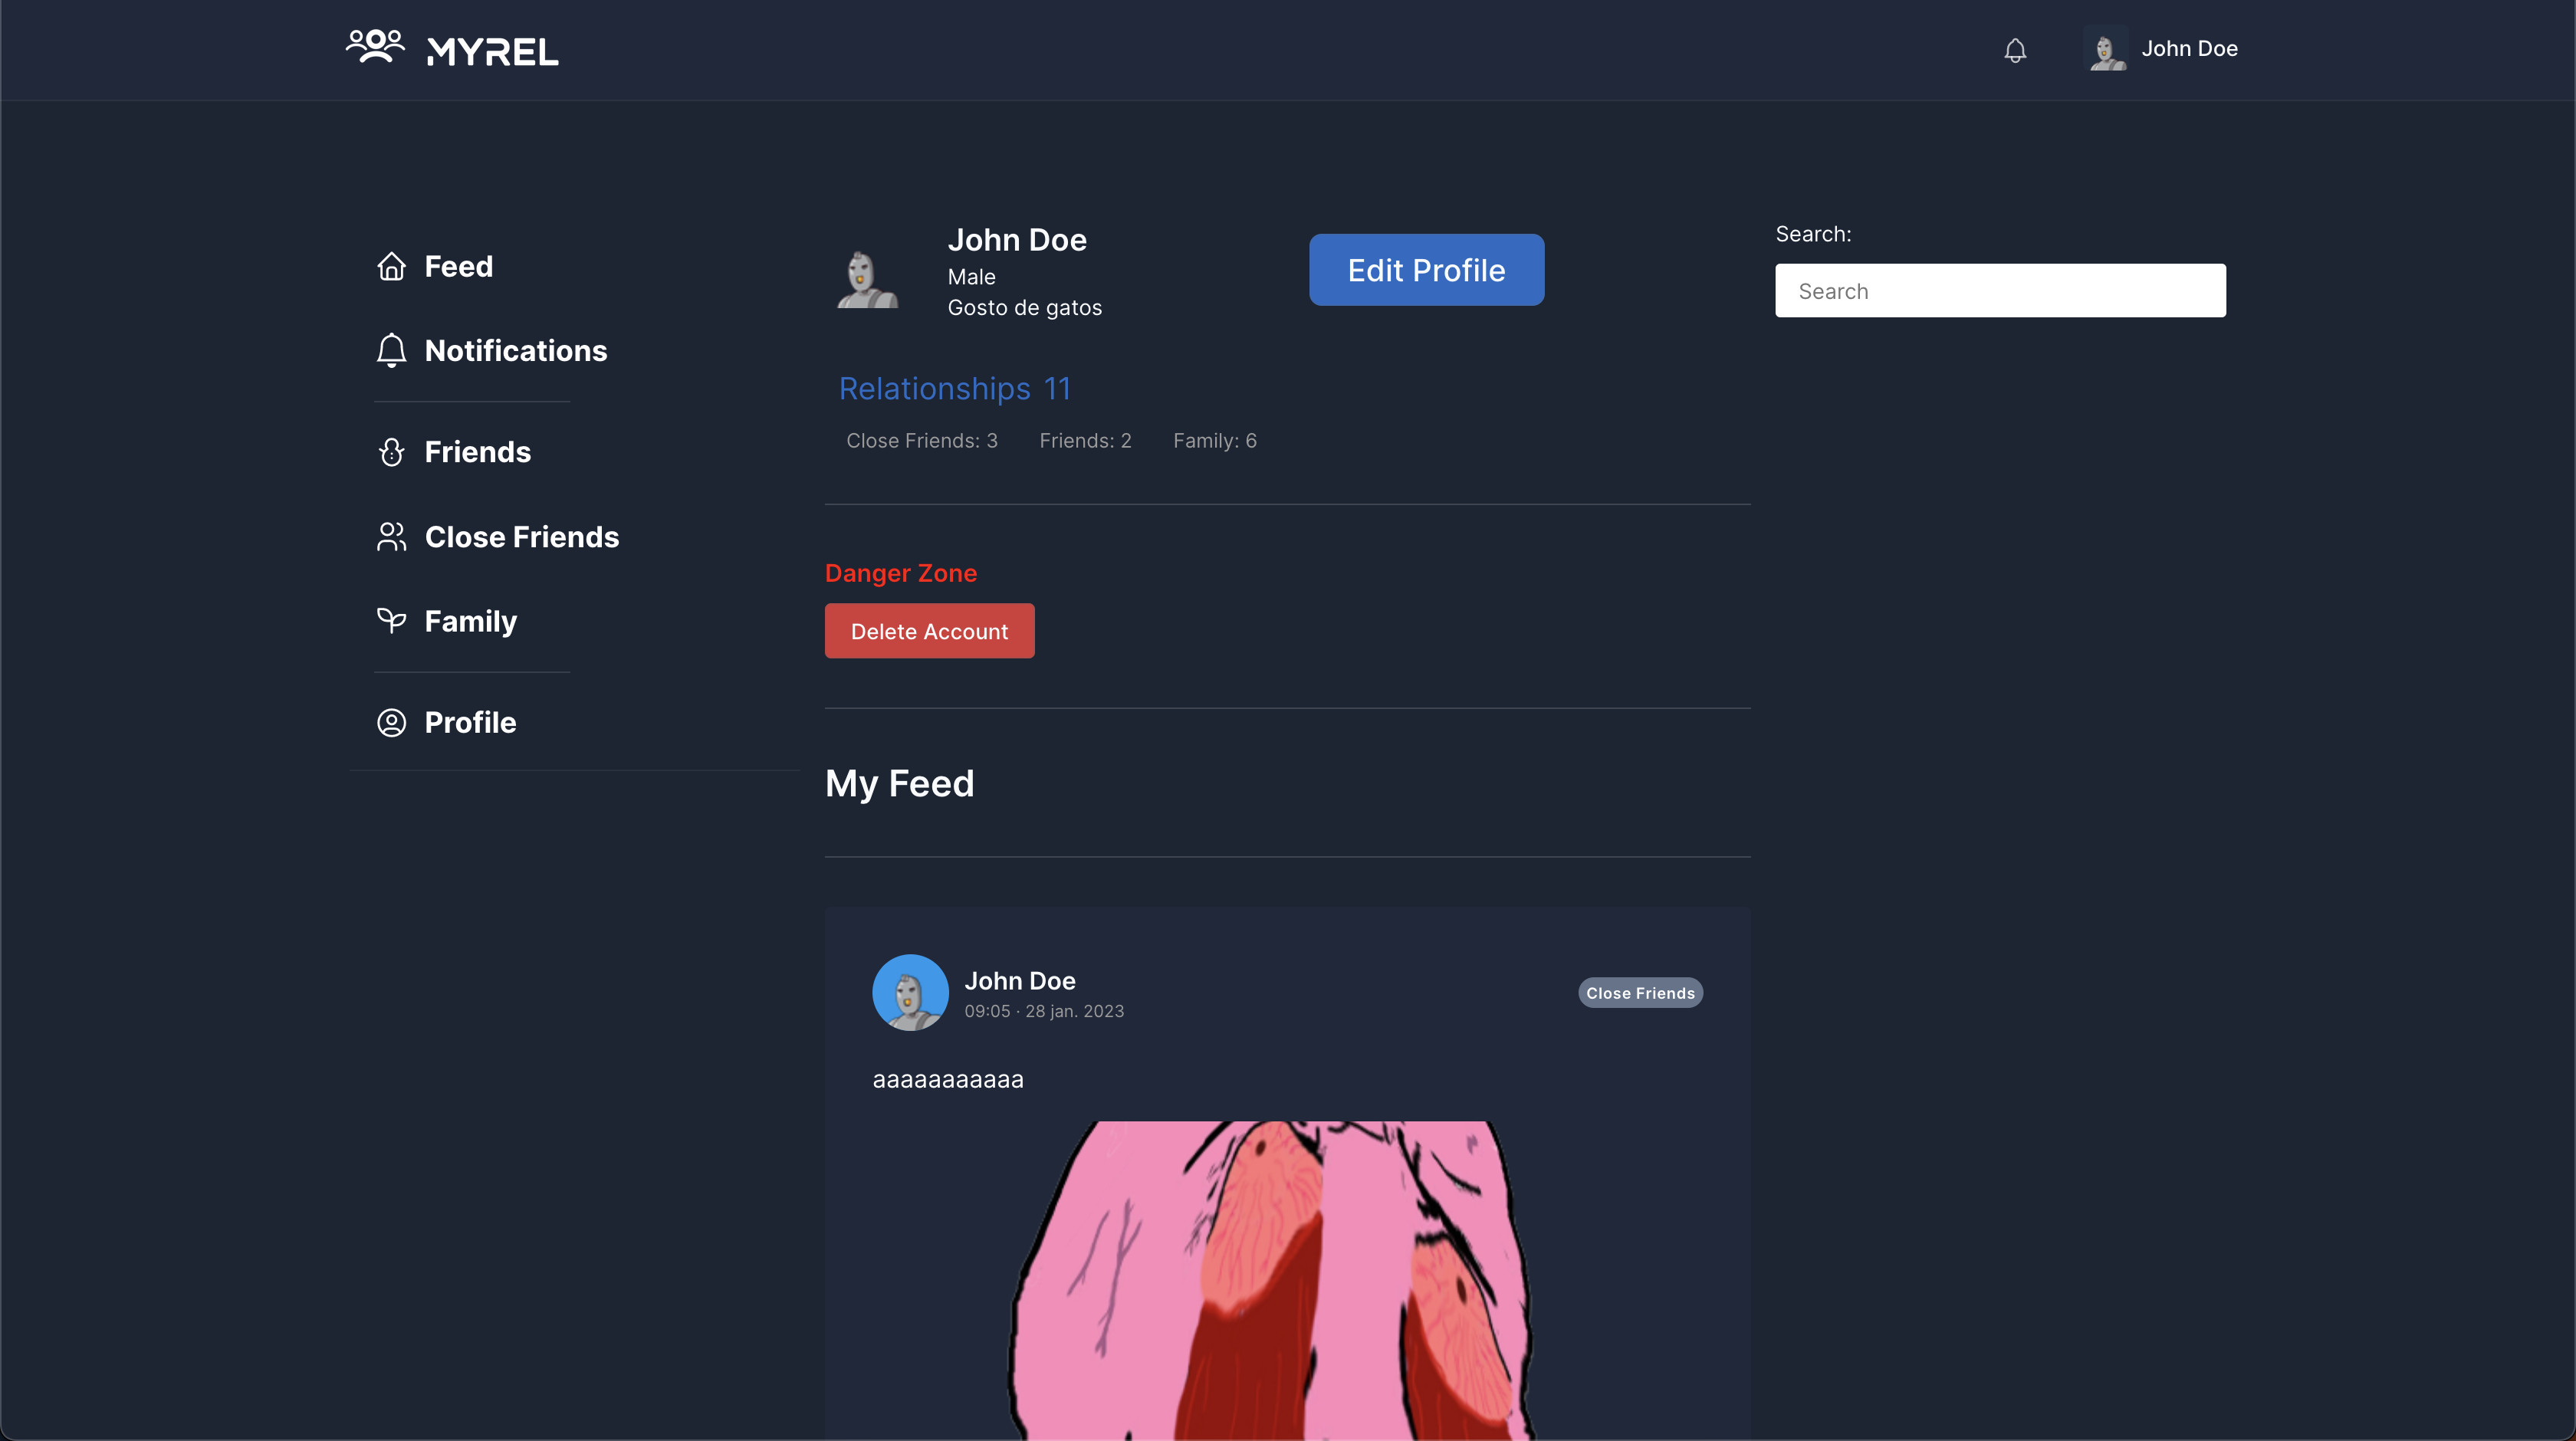 MYREL
John Doe
Feed
Notifications
Friends
Close Friends
Family
Profile
John Doe
Male
Gosto de gatos
Edit Profile
Relationships 11
Close Friends: 3 Friends: 2 Family: 6
Danger Zone
Delete Account
My Feed
John Doe
09:05 · 28 jan. 2023
Close Friends
aaaaaaaaaaa
Search:
Search